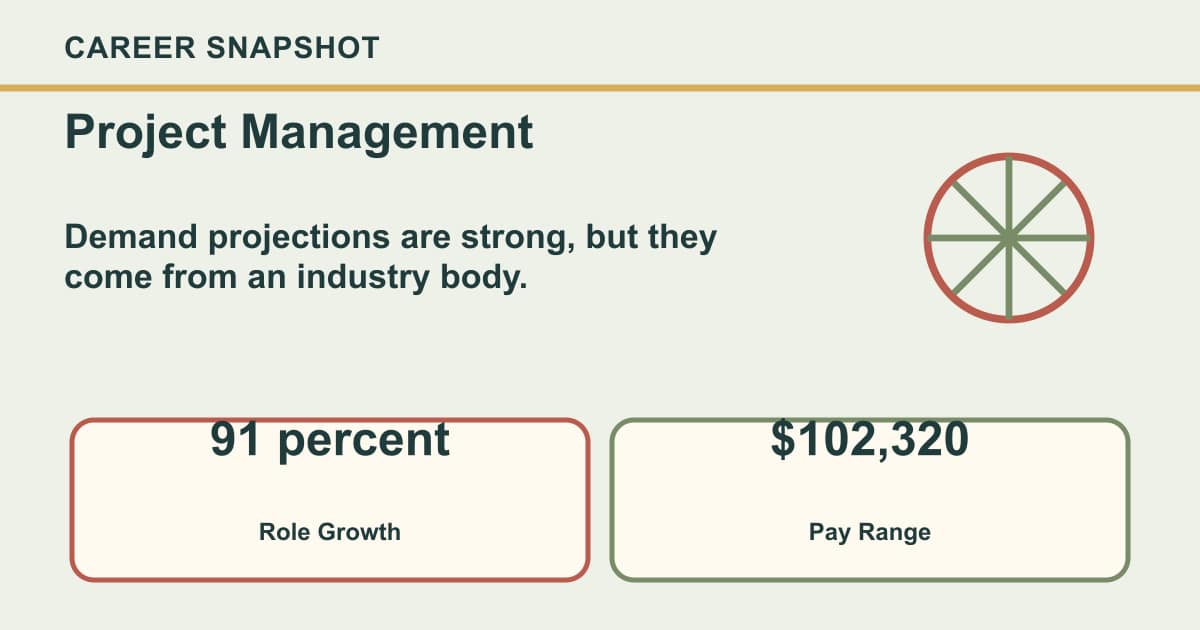 CAREER SNAPSHOT
Project Management
Demand projections are strong, but they
come from an industry body.
91 percent
Role Growth
$102,320
Pay Range